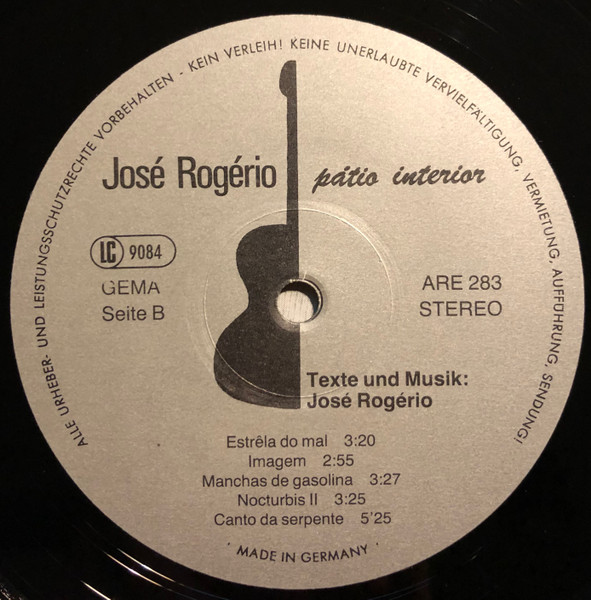 ALLE URHEBER- UND LEISTUNGSSCHUTZRECHTE VORBEHALTEN - KEIN VERLEIH! KEINE UNERLAUBTE VERVIELFÄLTIGUNG, VERMIETUNG, AUFFÜHRUNG, SENDUNG!
José Rogério pátio interior
LC 9084
GEMA
Seite B
ARE 283
STEREO
Texte und Musik:
José Rogério
Estrêla do mal 3:20
Imagem 2:55
Manchas de gasolina 3:27
Nocturbis II 3:25
Canto da serpente 5'25
· MADE IN GERMANY ·